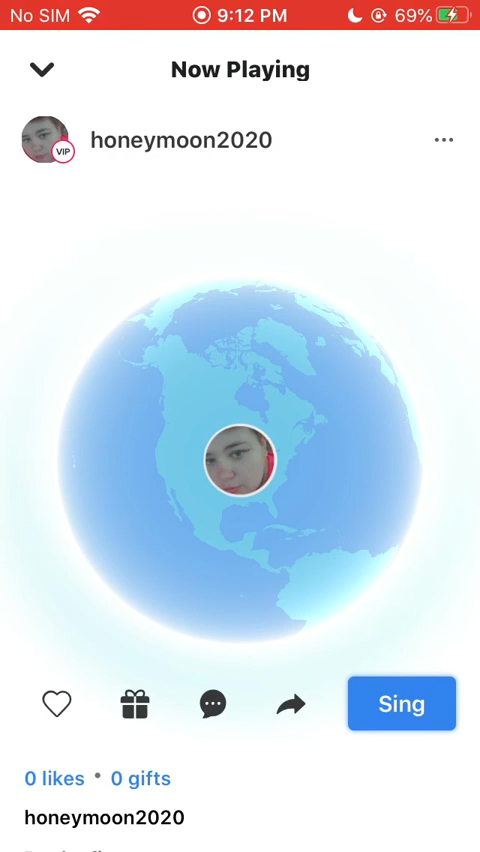 No SIM 9:12 PM 69%
Now Playing
VIP
honeymoon2020
Sing
0 likes • 0 gifts
honeymoon2020